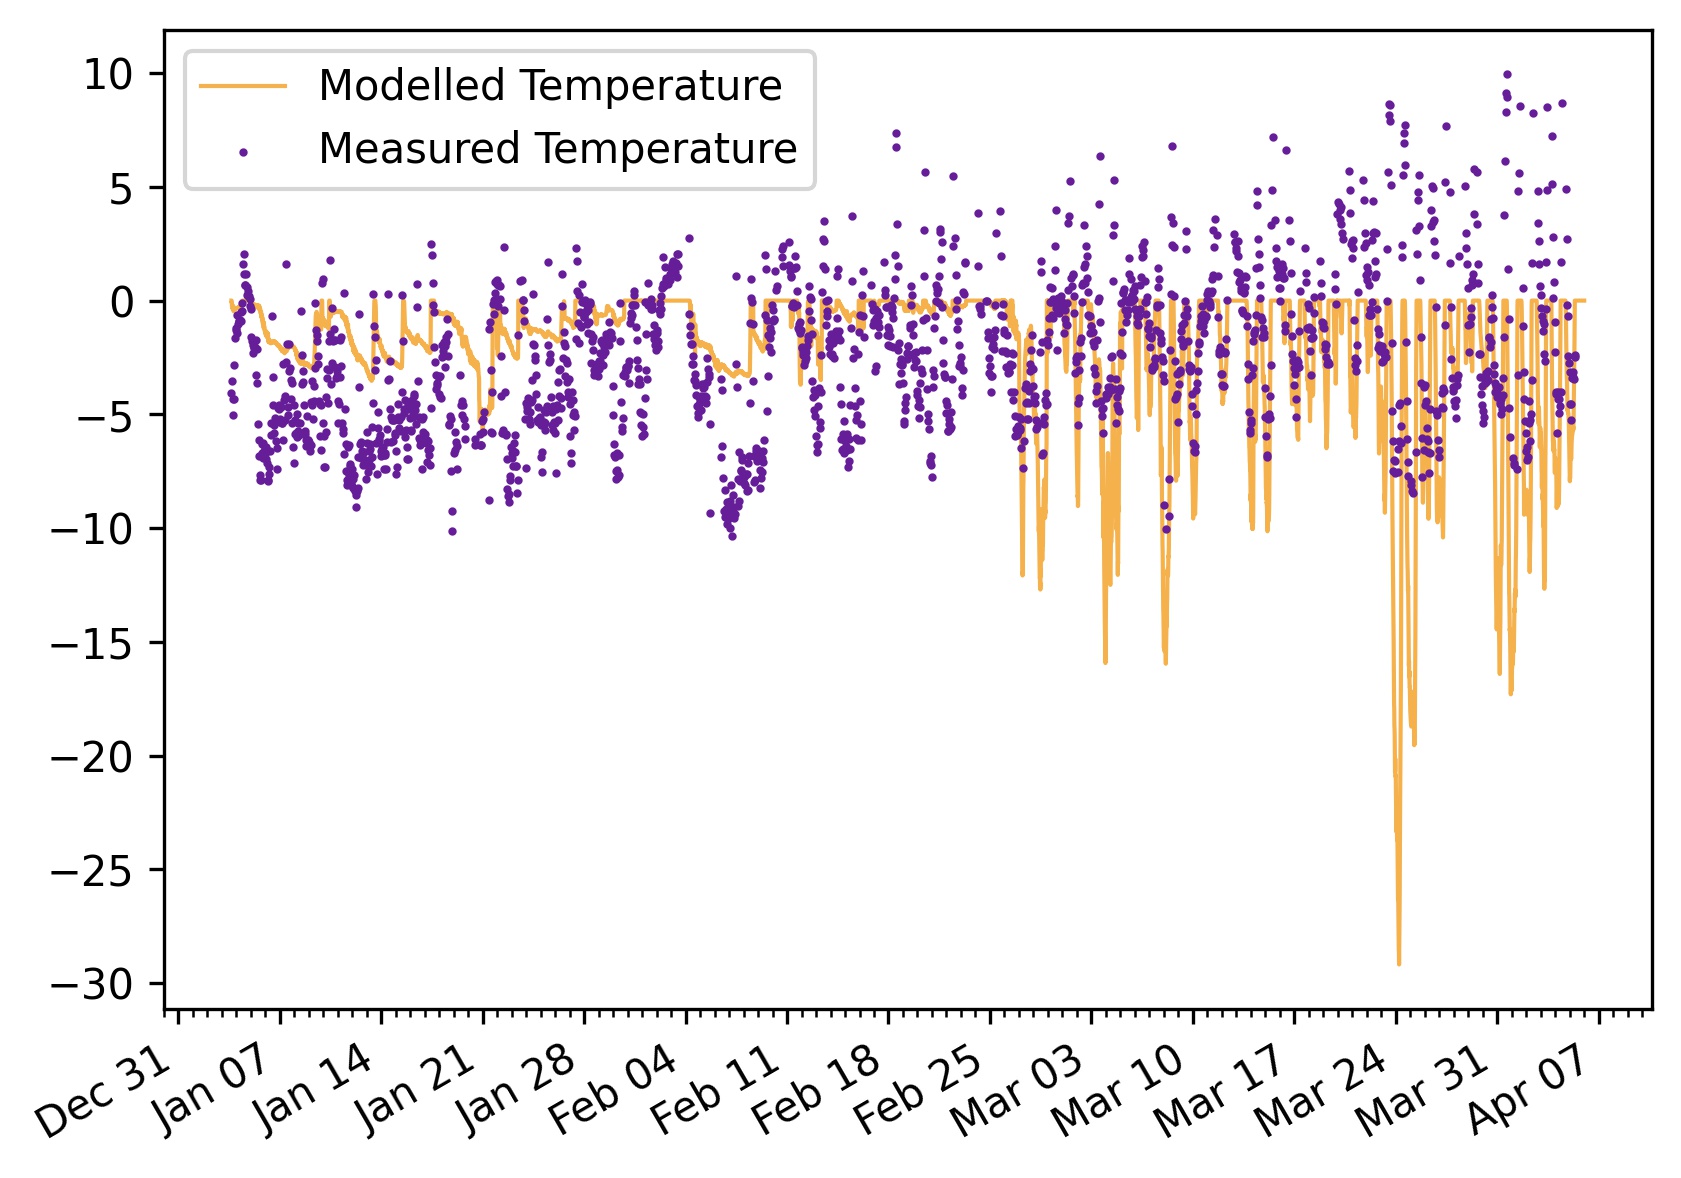 Modelled Temperature
Measured Temperature
10
5
0
−5
−10
−15
−20
−25
−30
Dec 31
Jan 07
Jan 14
Jan 21
Jan 28
Feb 04
Feb 11
Feb 18
Feb 25
Mar 03
Mar 10
Mar 17
Mar 24
Mar 31
Apr 07